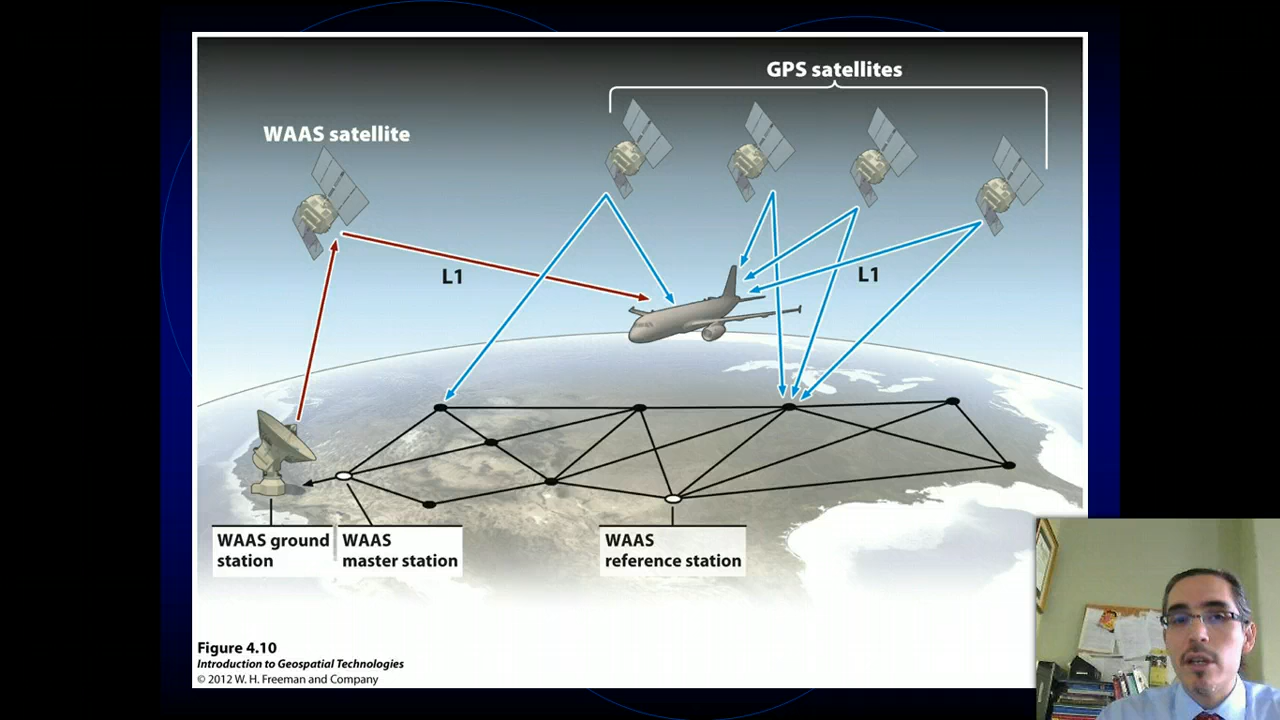 GPS satellites
WAAS satellite
L1
L1
WAAS ground
station
WAAS
master station
WAAS
reference station
Figure 4.10
Introduction to Geospatial Technologies
© 2012 W. H. Freeman and Company